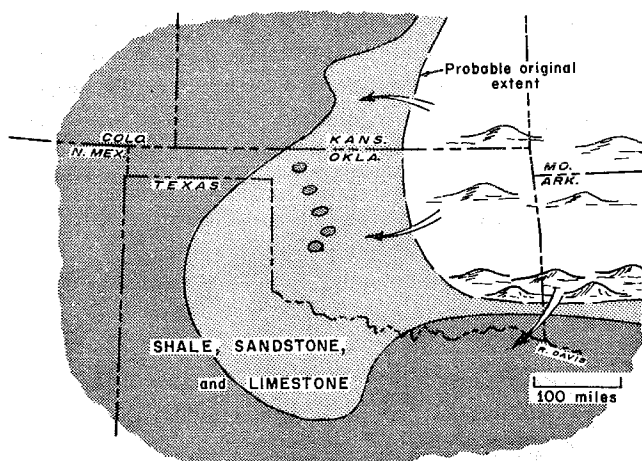 Probable original
extent
COLO.
N. MEX.
KANS.
OKLA.
MO.
ARK.
TEXAS
SHALE, SANDSTONE,
and LIMESTONE
R. DAVIS
100 miles